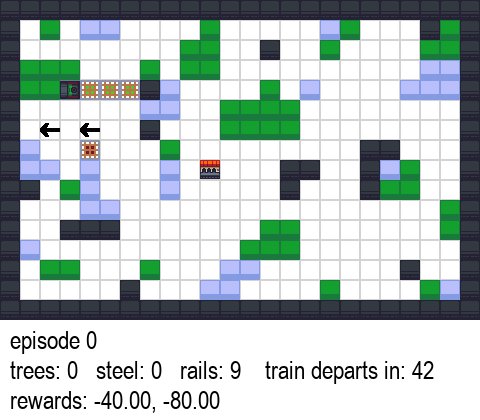 episode 0
trees: 0 steel: 0 rails: 9 train departs in: 42
rewards: -40.00, -80.00